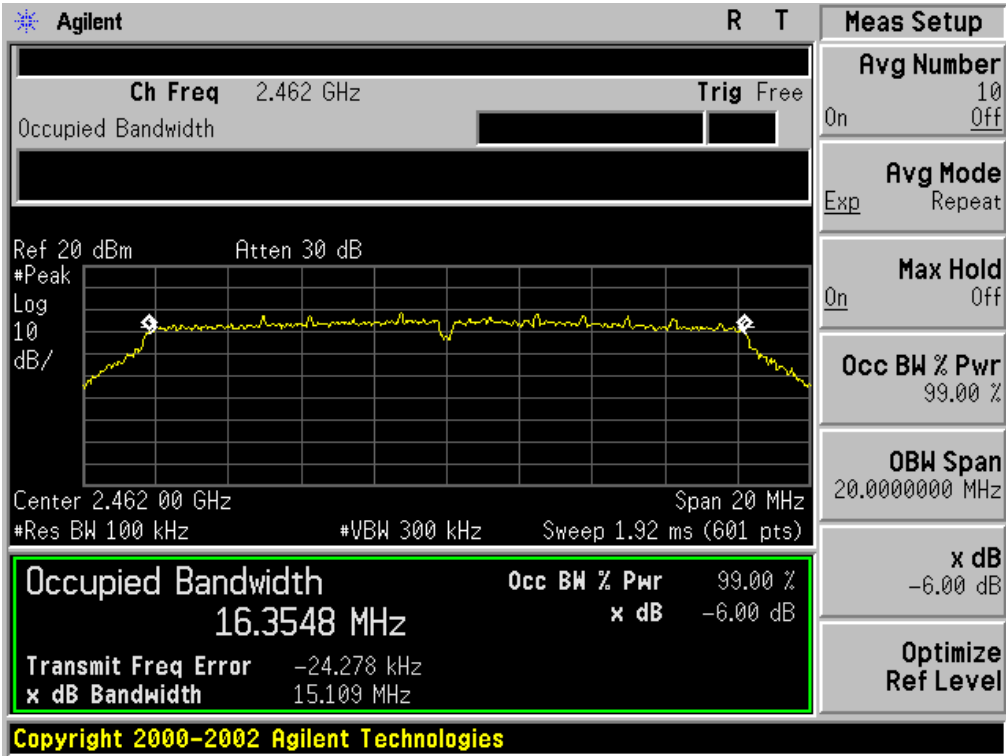 Agilent R T
Ch Freq 2.462 GHz Trig Free
Occupied Bandwidth
Ref 20 dBm Atten 30 dB
#Peak
Log
10
dB/
Center 2.462 00 GHz Span 20 MHz
#Res BW 100 kHz #VBW 300 kHz Sweep 1.92 ms (601 pts)
Occupied Bandwidth Occ BW % Pwr 99.00 %
16.3548 MHz x dB -6.00 dB
Transmit Freq Error -24.278 kHz
x dB Bandwidth 15.109 MHz
Copyright 2000-2002 Agilent Technologies
Meas Setup
Avg Number
10
On Off
Avg Mode
Exp Repeat
Max Hold
On Off
Occ BW % Pwr
99.00 %
OBW Span
20.0000000 MHz
x dB
-6.00 dB
Optimize
Ref Level